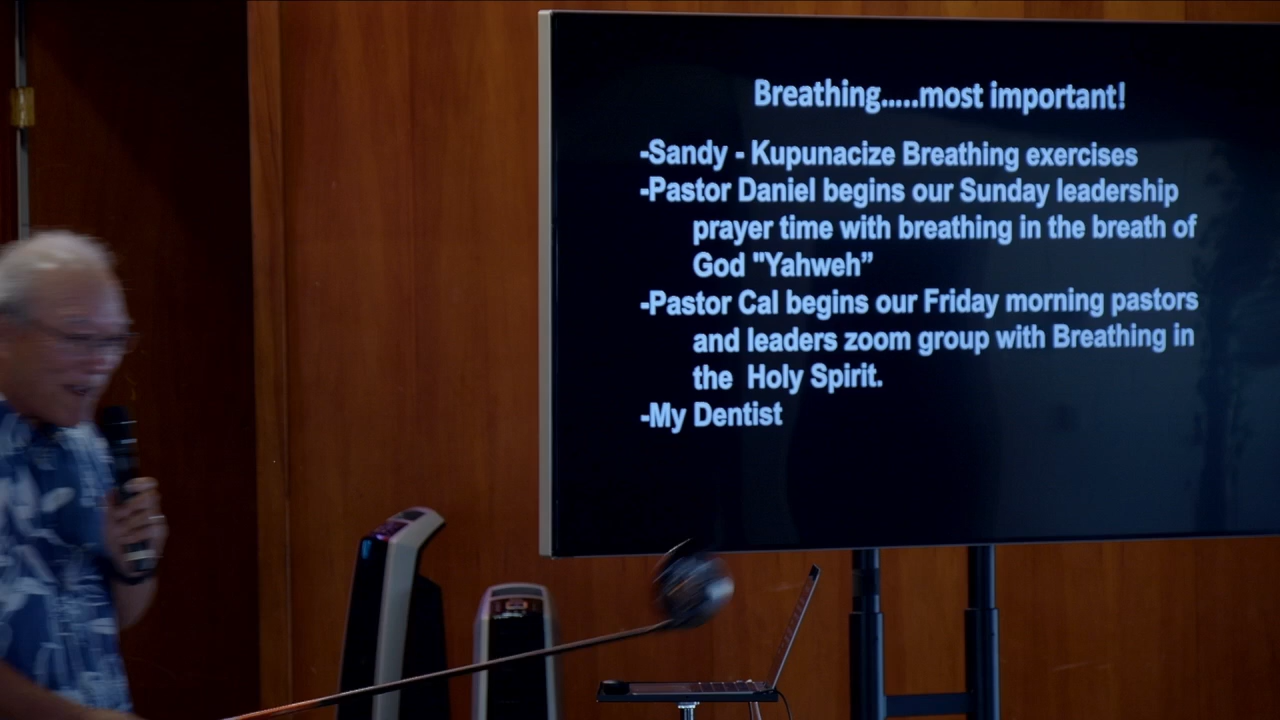 Breathing.....most important!
-Sandy - Kupunacize Breathing exercises
-Pastor Daniel begins our Sunday leadership
prayer time with breathing in the breath of
God "Yahweh”
-Pastor Cal begins our Friday morning pastors
and leaders zoom group with Breathing in
the Holy Spirit.
-My Dentist